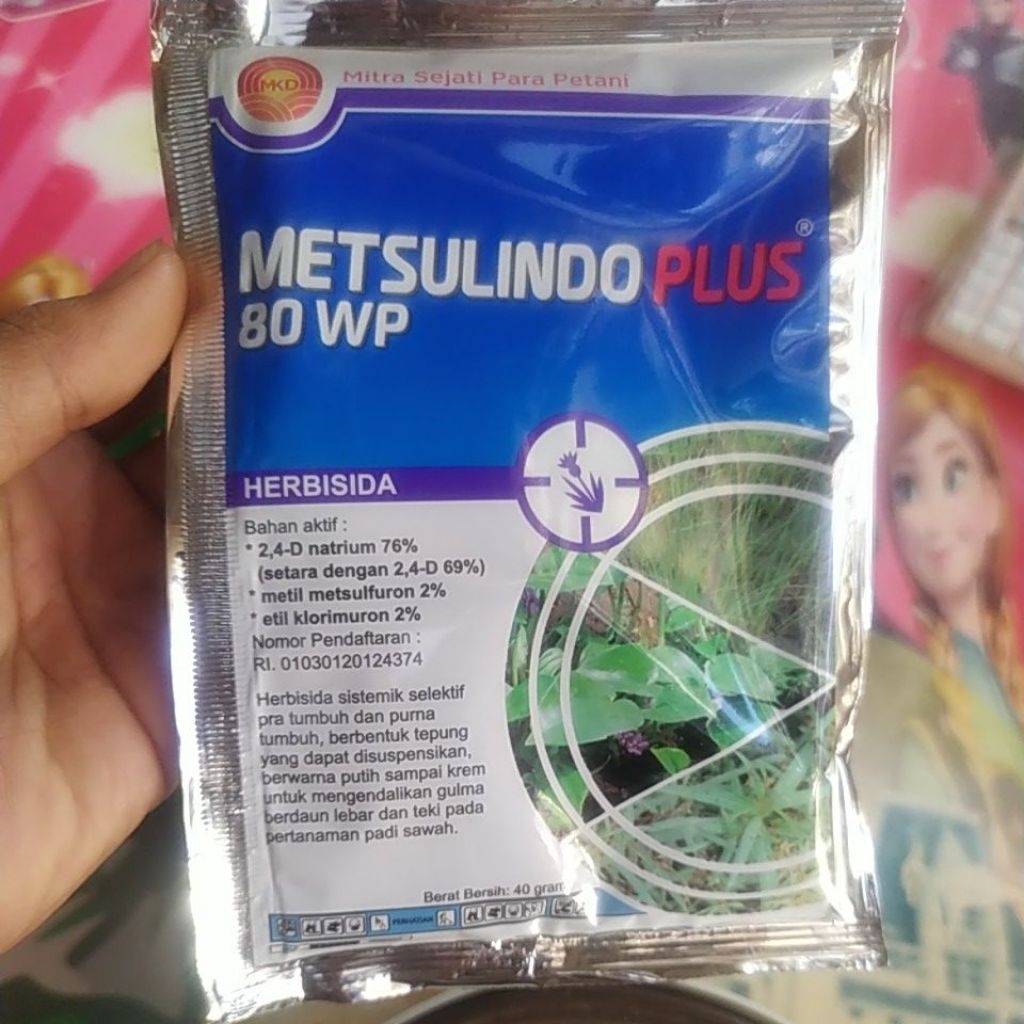 MKD
Mitra Sejati Para Petani
METSULINDO PLUS®
80 WP
HERBISIDA
Bahan aktif :
* 2,4-D natrium 76%
(setara dengan 2,4-D 69%)
* metil metsulfuron 2%
* etil klorimuron 2%
Nomor Pendaftaran :
RI. 01030120124374
Herbisida sistemik selektif
pra tumbuh dan purna
tumbuh, berbentuk tepung
yang dapat disuspensikan,
berwarna putih sampai krem
untuk mengendalikan gulma
berdaun lebar dan teki pada
pertanaman padi sawah.
Berat Bersih: 40 gram
PERHATIAN